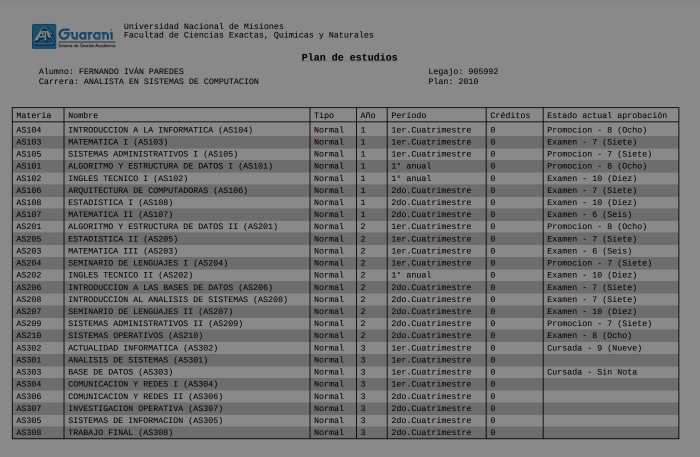 Guaraní
Sistema de Gestión Académica
Universidad Nacional de Misiones
Facultad de Ciencias Exactas, Quimicas y Naturales
Plan de estudios
Alumno: FERNANDO IVÁN PAREDES Legajo: 905992
Carrera: ANALISTA EN SISTEMAS DE COMPUTACION Plan: 2010
Materia Nombre Tipo Año Período Créditos Estado actual aprobación
AS104 INTRODUCCION A LA INFORMATICA (AS104) Normal 1 1er.Cuatrimestre 0 Promocion - 8 (Ocho)
AS103 MATEMATICA I (AS103) Normal 1 1er.Cuatrimestre 0 Examen - 7 (Siete)
AS105 SISTEMAS ADMINISTRATIVOS I (AS105) Normal 1 1er.Cuatrimestre 0 Promocion - 7 (Siete)
AS101 ALGORITMO Y ESTRUCTURA DE DATOS I (AS101) Normal 1 1° anual 0 Promocion - 8 (Ocho)
AS102 INGLES TECNICO I (AS102) Normal 1 1° anual 0 Examen - 10 (Diez)
AS106 ARQUITECTURA DE COMPUTADORAS (AS106) Normal 1 2do.Cuatrimestre 0 Examen - 7 (Siete)
AS108 ESTADISTICA I (AS108) Normal 1 2do.Cuatrimestre 0 Examen - 10 (Diez)
AS107 MATEMATICA II (AS107) Normal 1 2do.Cuatrimestre 0 Examen - 6 (Seis)
AS201 ALGORITMO Y ESTRUCTURA DE DATOS II (AS201) Normal 2 1er.Cuatrimestre 0 Promocion - 8 (Ocho)
AS205 ESTADISTICA II (AS205) Normal 2 1er.Cuatrimestre 0 Examen - 7 (Siete)
AS203 MATEMATICA III (AS203) Normal 2 1er.Cuatrimestre 0 Examen - 6 (Seis)
AS204 SEMINARIO DE LENGUAJES I (AS204) Normal 2 1er.Cuatrimestre 0 Promocion - 7 (Siete)
AS202 INGLES TECNICO II (AS202) Normal 2 1° anual 0 Examen - 10 (Diez)
AS206 INTRODUCCION A LAS BASES DE DATOS (AS206) Normal 2 2do.Cuatrimestre 0 Examen - 7 (Siete)
AS208 INTRODUCCION AL ANALISIS DE SISTEMAS (AS208) Normal 2 2do.Cuatrimestre 0 Examen - 7 (Siete)
AS207 SEMINARIO DE LENGUAJES II (AS207) Normal 2 2do.Cuatrimestre 0 Examen - 10 (Diez)
AS209 SISTEMAS ADMINISTRATIVOS II (AS209) Normal 2 2do.Cuatrimestre 0 Promocion - 7 (Siete)
AS210 SISTEMAS OPERATIVOS (AS210) Normal 2 2do.Cuatrimestre 0 Examen - 8 (Ocho)
AS302 ACTUALIDAD INFORMATICA (AS302) Normal 3 1er.Cuatrimestre 0 Cursada - 9 (Nueve)
AS301 ANALISIS DE SISTEMAS (AS301) Normal 3 1er.Cuatrimestre 0
AS303 BASE DE DATOS (AS303) Normal 3 1er.Cuatrimestre 0 Cursada - Sin Nota
AS304 COMUNICACION Y REDES I (AS304) Normal 3 1er.Cuatrimestre 0
AS306 COMUNICACION Y REDES II (AS306) Normal 3 2do.Cuatrimestre 0
AS307 INVESTIGACION OPERATIVA (AS307) Normal 3 2do.Cuatrimestre 0
AS305 SISTEMAS DE INFORMACION (AS305) Normal 3 2do.Cuatrimestre 0
AS308 TRABAJO FINAL (AS308) Normal 3 2do.Cuatrimestre 0